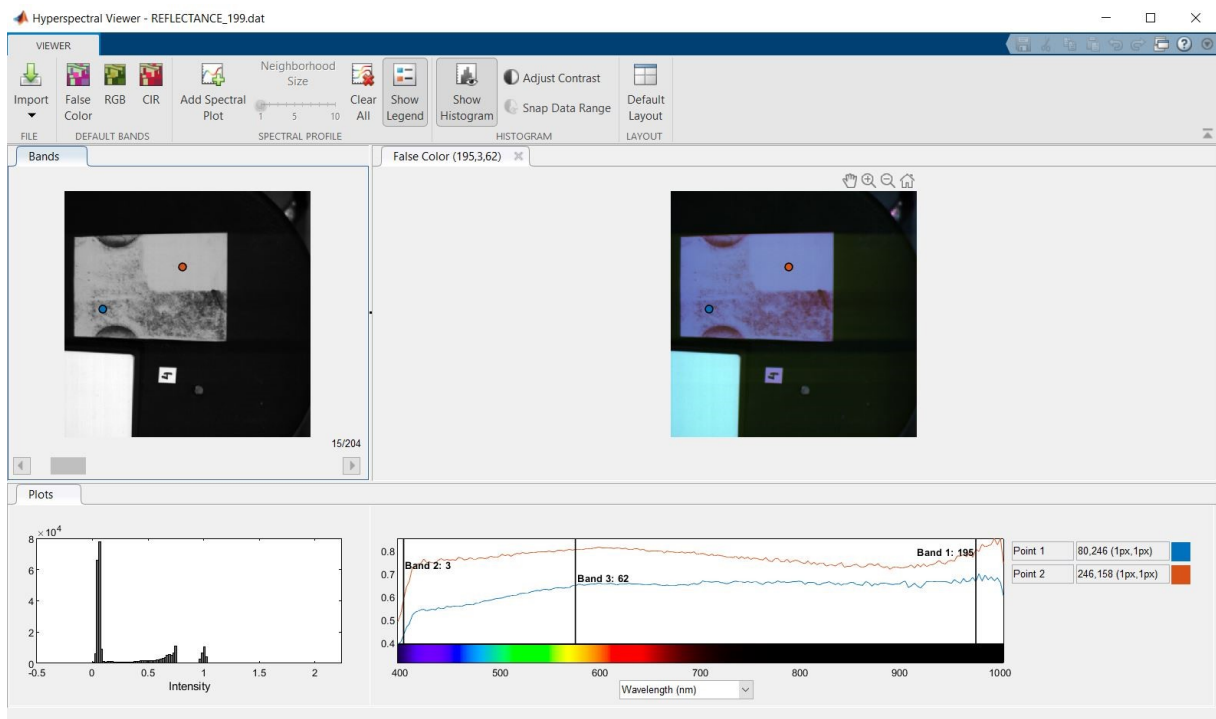 Hyperspectral Viewer - REFLECTANCE_199.dat
VIEWER
Import
False Color
RGB
CIR
Add Spectral Plot
Neighborhood Size
1 5 10
Clear All
Show Legend
Show Histogram
Adjust Contrast
Snap Data Range
Default Layout
FILE
DEFAULT BANDS
SPECTRAL PROFILE
HISTOGRAM
LAYOUT
Bands
False Color (195,3,62)
15/204
Plots
×10⁴
8
6
4
2
0
-0.5 0 0.5 1 1.5 2
Intensity
0.8
0.7
0.6
0.5
0.4
Band 2: 3
Band 3: 62
Band 1: 195
400 500 600 700 800 900 1000
Wavelength (nm)
Point 1 80,246 (1px,1px)
Point 2 246,158 (1px,1px)